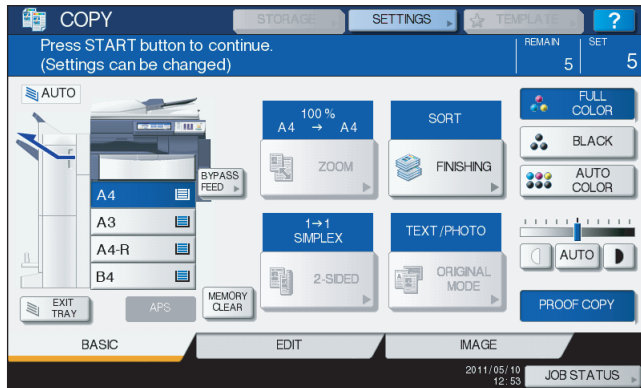 COPY
STORAGE
SETTINGS
TEMPLATE
?
Press START button to continue.
(Settings can be changed)
REMAIN
SET
5
5
AUTO
BYPASS
FEED
A4
A3
A4-R
B4
EXIT
TRAY
APS
MEMORY
CLEAR
100 %
A4 → A4
ZOOM
SORT
FINISHING
1→1
SIMPLEX
2-SIDED
TEXT/PHOTO
ORIGINAL
MODE
FULL
COLOR
BLACK
AUTO
COLOR
AUTO
PROOF COPY
BASIC
EDIT
IMAGE
2011/05/10
12:53
JOB STATUS